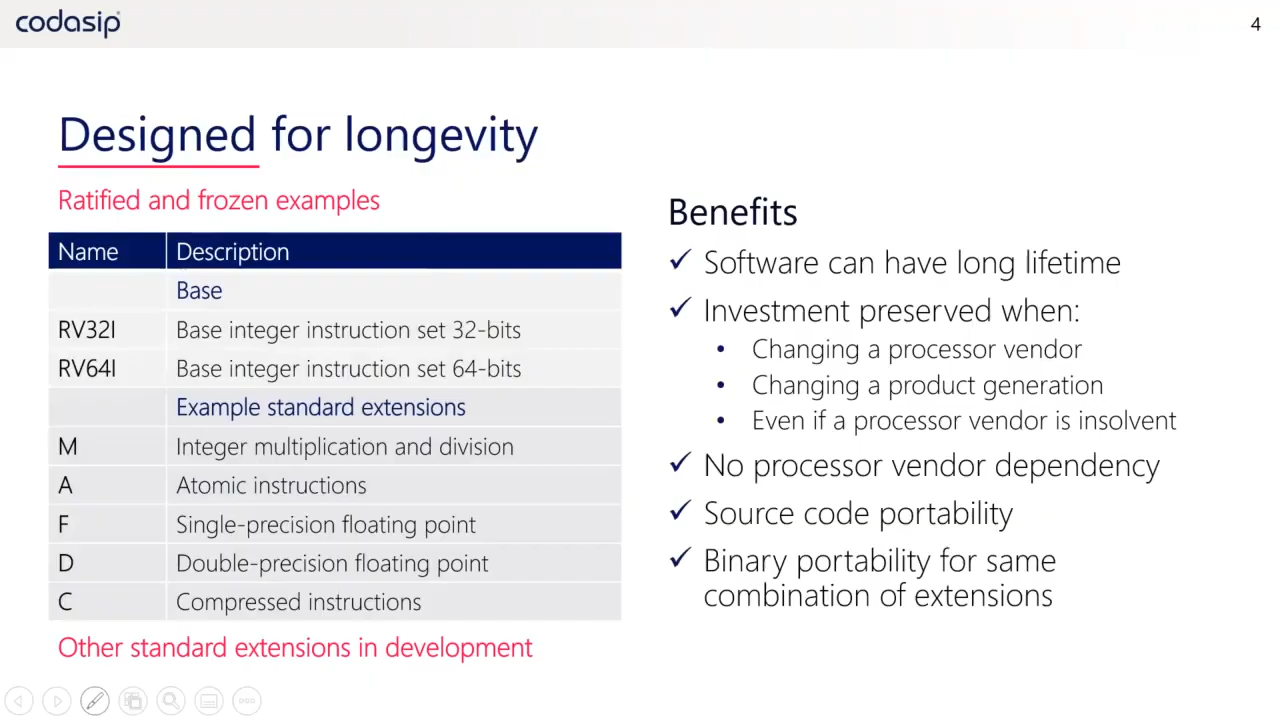 codasip
4
Designed for longevity
Ratified and frozen examples
Name Description
Base
RV32I Base integer instruction set 32-bits
RV64I Base integer instruction set 64-bits
Example standard extensions
M Integer multiplication and division
A Atomic instructions
F Single-precision floating point
D Double-precision floating point
C Compressed instructions
Other standard extensions in development
Benefits
✓ Software can have long lifetime
✓ Investment preserved when:
• Changing a processor vendor
• Changing a product generation
• Even if a processor vendor is insolvent
✓ No processor vendor dependency
✓ Source code portability
✓ Binary portability for same
combination of extensions